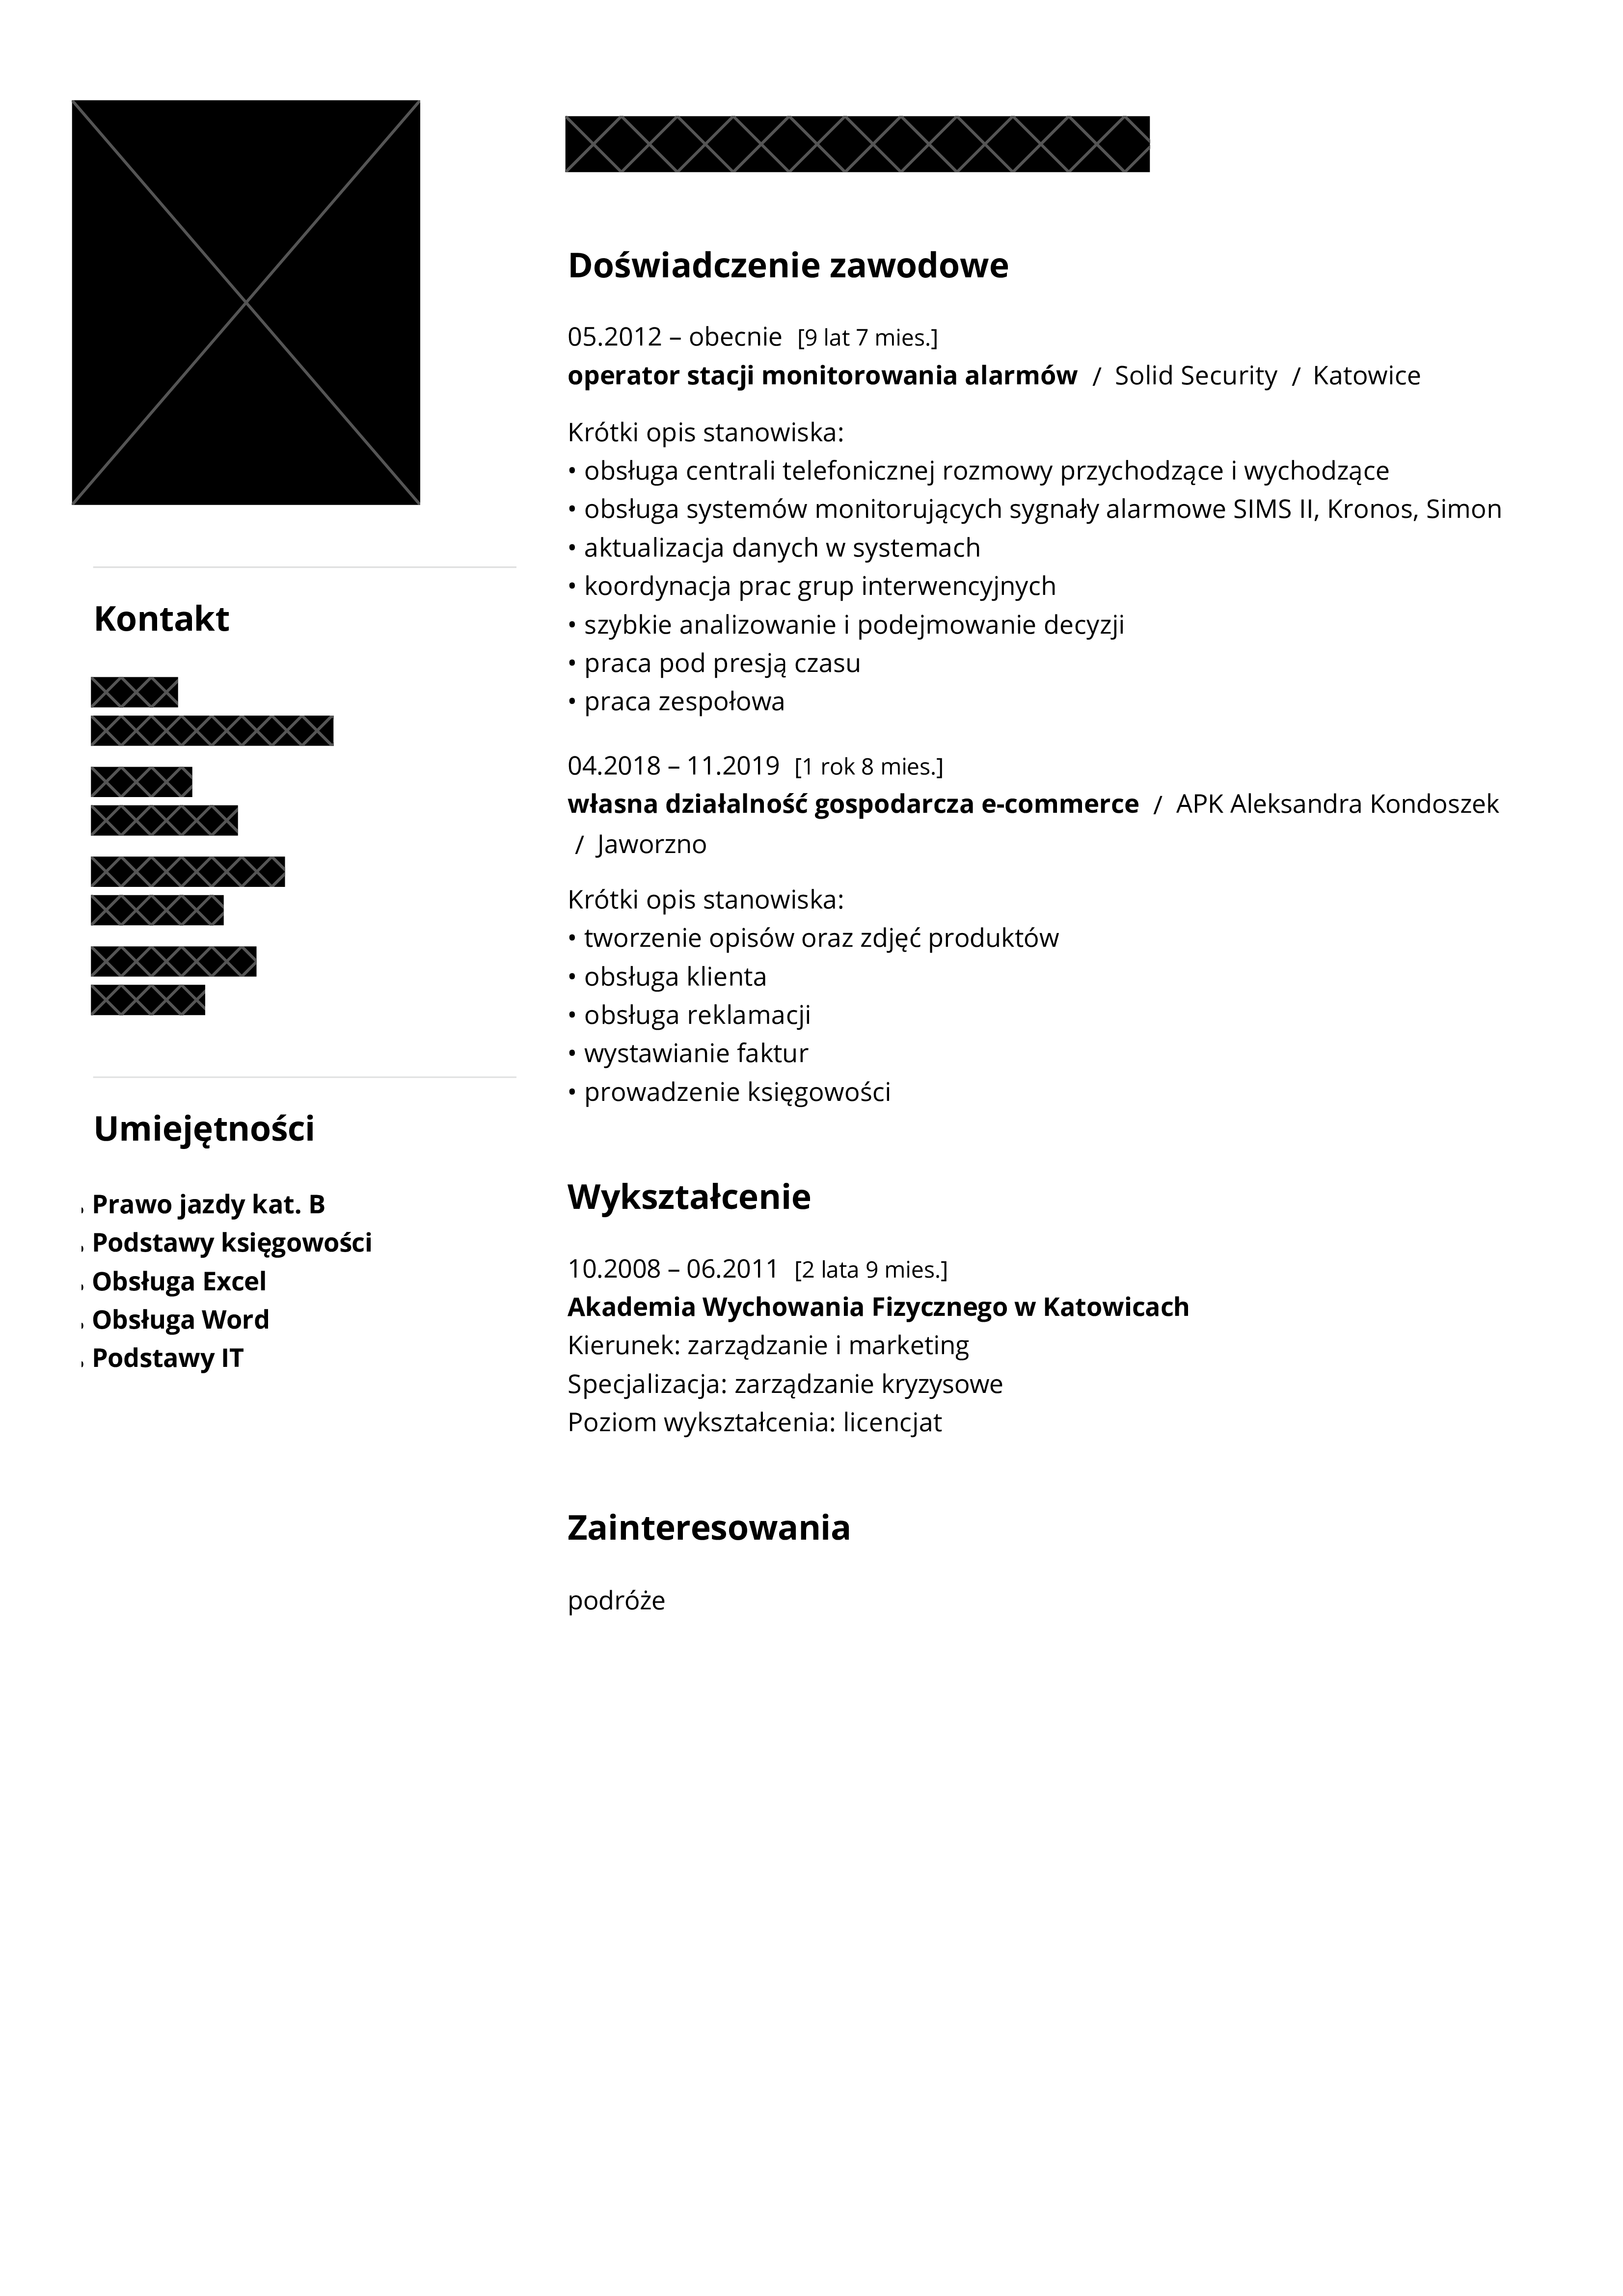 Kontakt
Umiejętności
Prawo jazdy kat. B
Podstawy księgowości
Obsługa Excel
Obsługa Word
Podstawy IT
Doświadczenie zawodowe
05.2012 – obecnie [9 lat 7 mies.]
operator stacji monitorowania alarmów / Solid Security / Katowice
Krótki opis stanowiska:
• obsługa centrali telefonicznej rozmowy przychodzące i wychodzące
• obsługa systemów monitorujących sygnały alarmowe SIMS II, Kronos, Simon
• aktualizacja danych w systemach
• koordynacja prac grup interwencyjnych
• szybkie analizowanie i podejmowanie decyzji
• praca pod presją czasu
• praca zespołowa
04.2018 – 11.2019 [1 rok 8 mies.]
własna działalność gospodarcza e-commerce / APK Aleksandra Kondoszek
/ Jaworzno
Krótki opis stanowiska:
• tworzenie opisów oraz zdjęć produktów
• obsługa klienta
• obsługa reklamacji
• wystawianie faktur
• prowadzenie księgowości
Wykształcenie
10.2008 – 06.2011 [2 lata 9 mies.]
Akademia Wychowania Fizycznego w Katowicach
Kierunek: zarządzanie i marketing
Specjalizacja: zarządzanie kryzysowe
Poziom wykształcenia: licencjat
Zainteresowania
podróże